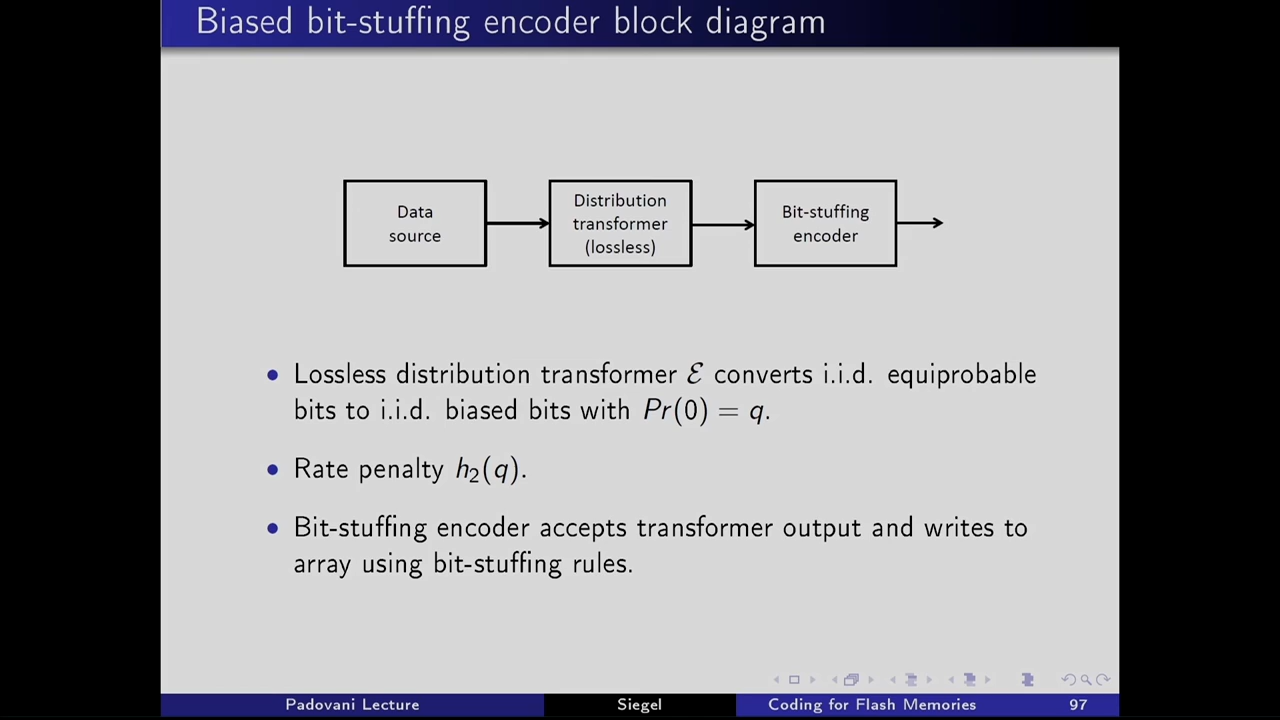 Biased bit-stuffing encoder block diagram
Data
source
Distribution
transformer
(lossless)
Bit-stuffing
encoder
• Lossless distribution transformer ℰ converts i.i.d. equiprobable
bits to i.i.d. biased bits with Pr(0) = q.
• Rate penalty h₂(q).
• Bit-stuffing encoder accepts transformer output and writes to
array using bit-stuffing rules.
Padovani Lecture
Siegel
Coding for Flash Memories
97